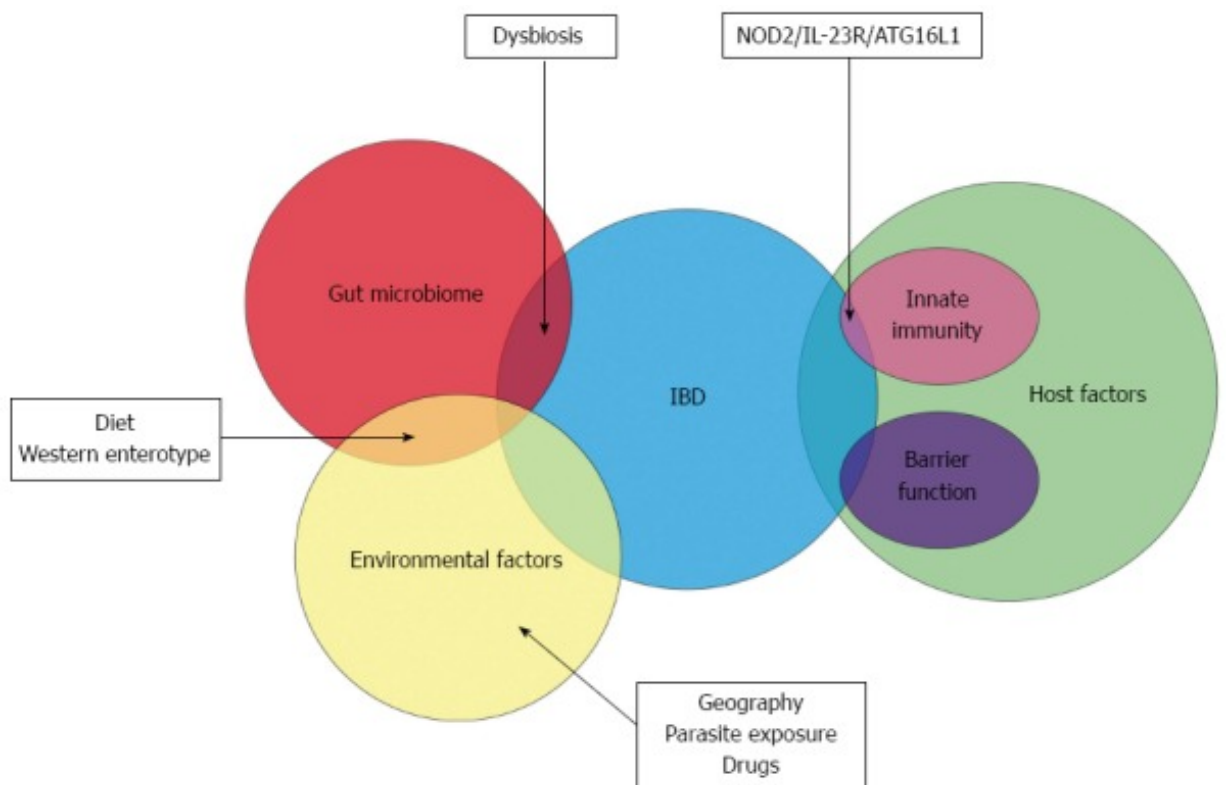 Dysbiosis
NOD2/IL-23R/ATG16L1
Gut microbiome
Innate
immunity
IBD
Host factors
Diet
Western enterotype
Barrier
function
Environmental factors
Geography
Parasite exposure
Drugs